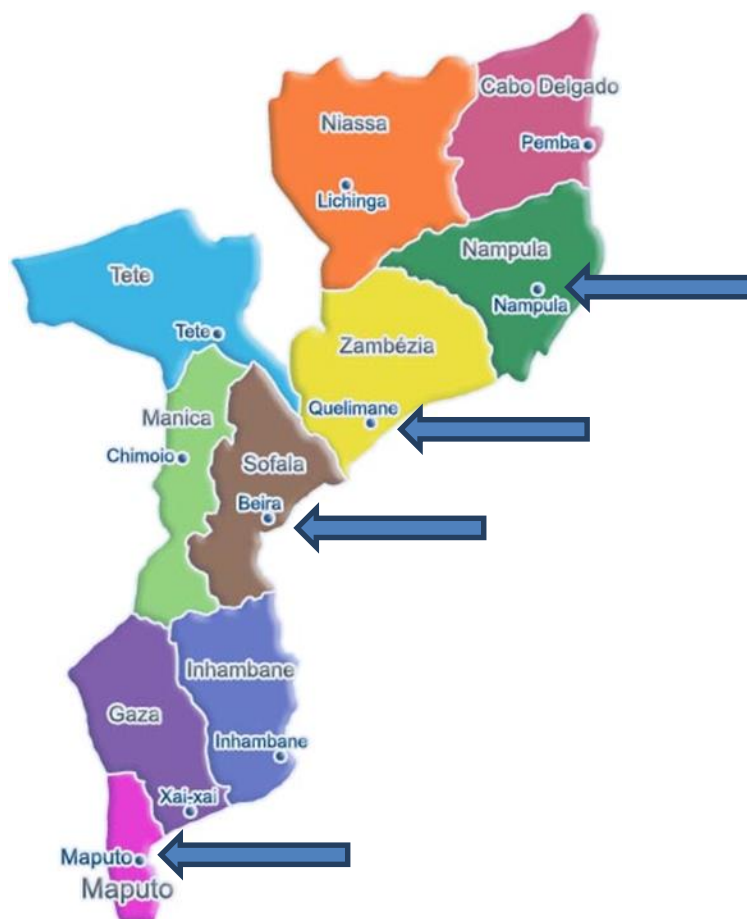 Cabo Delgado
Niassa
Pemba
Lichinga
Nampula
Tete
Nampula
Tete
Zambézia
Quelimane
Manica
Chimoio
Sofala
Beira
Inhambane
Gaza
Inhambane
Xai-xai
Maputo
Maputo